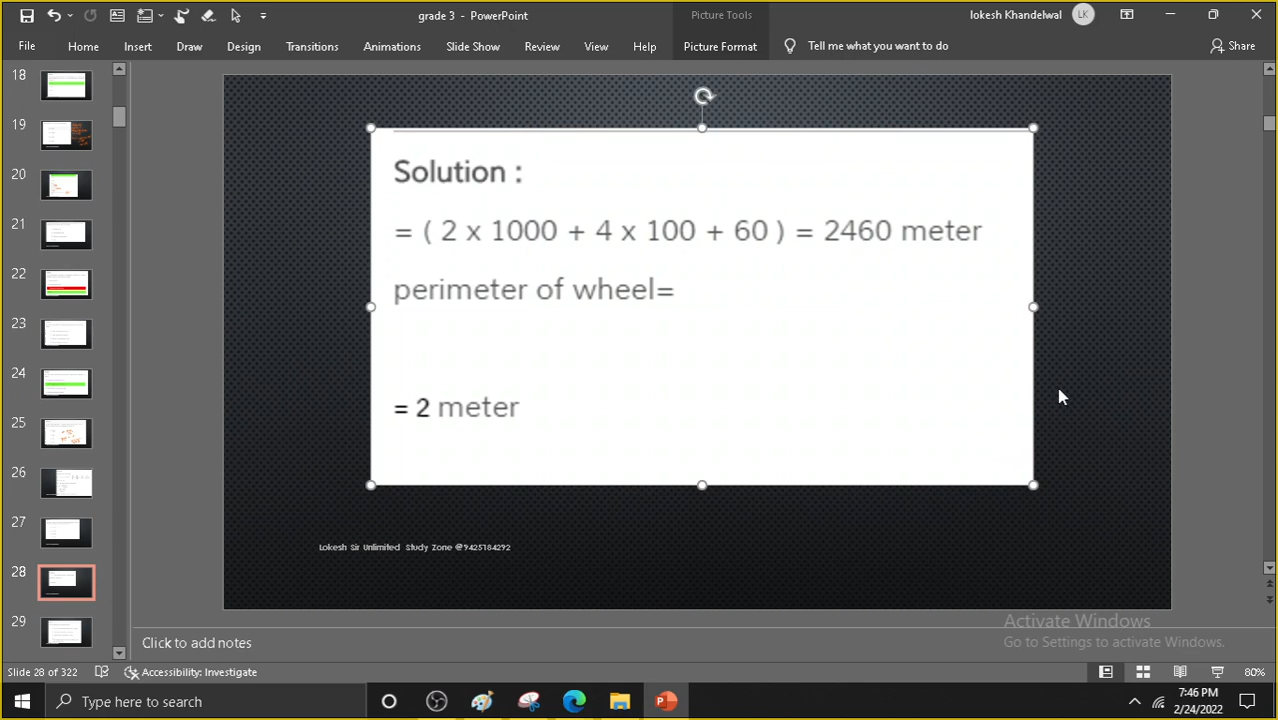 grade 3 - PowerPoint
Picture Tools
lokesh Khandelwal
LK
File
Home
Insert
Draw
Design
Transitions
Animations
Slide Show
Review
View
Help
Picture Format
Tell me what you want to do
Share
18
19
20
21
22
23
24
25
26
27
28
29
Solution :
= ( 2 x 1000 + 4 x 100 + 60 ) = 2460 meter
perimeter of wheel=
= 2 meter
Lokesh Sir Unlimited Study Zone @9425184292
Activate Windows
Go to Settings to activate Windows.
Click to add notes
Slide 28 of 322
Accessibility: Investigate
80%
Type here to search
7:46 PM
2/24/2022